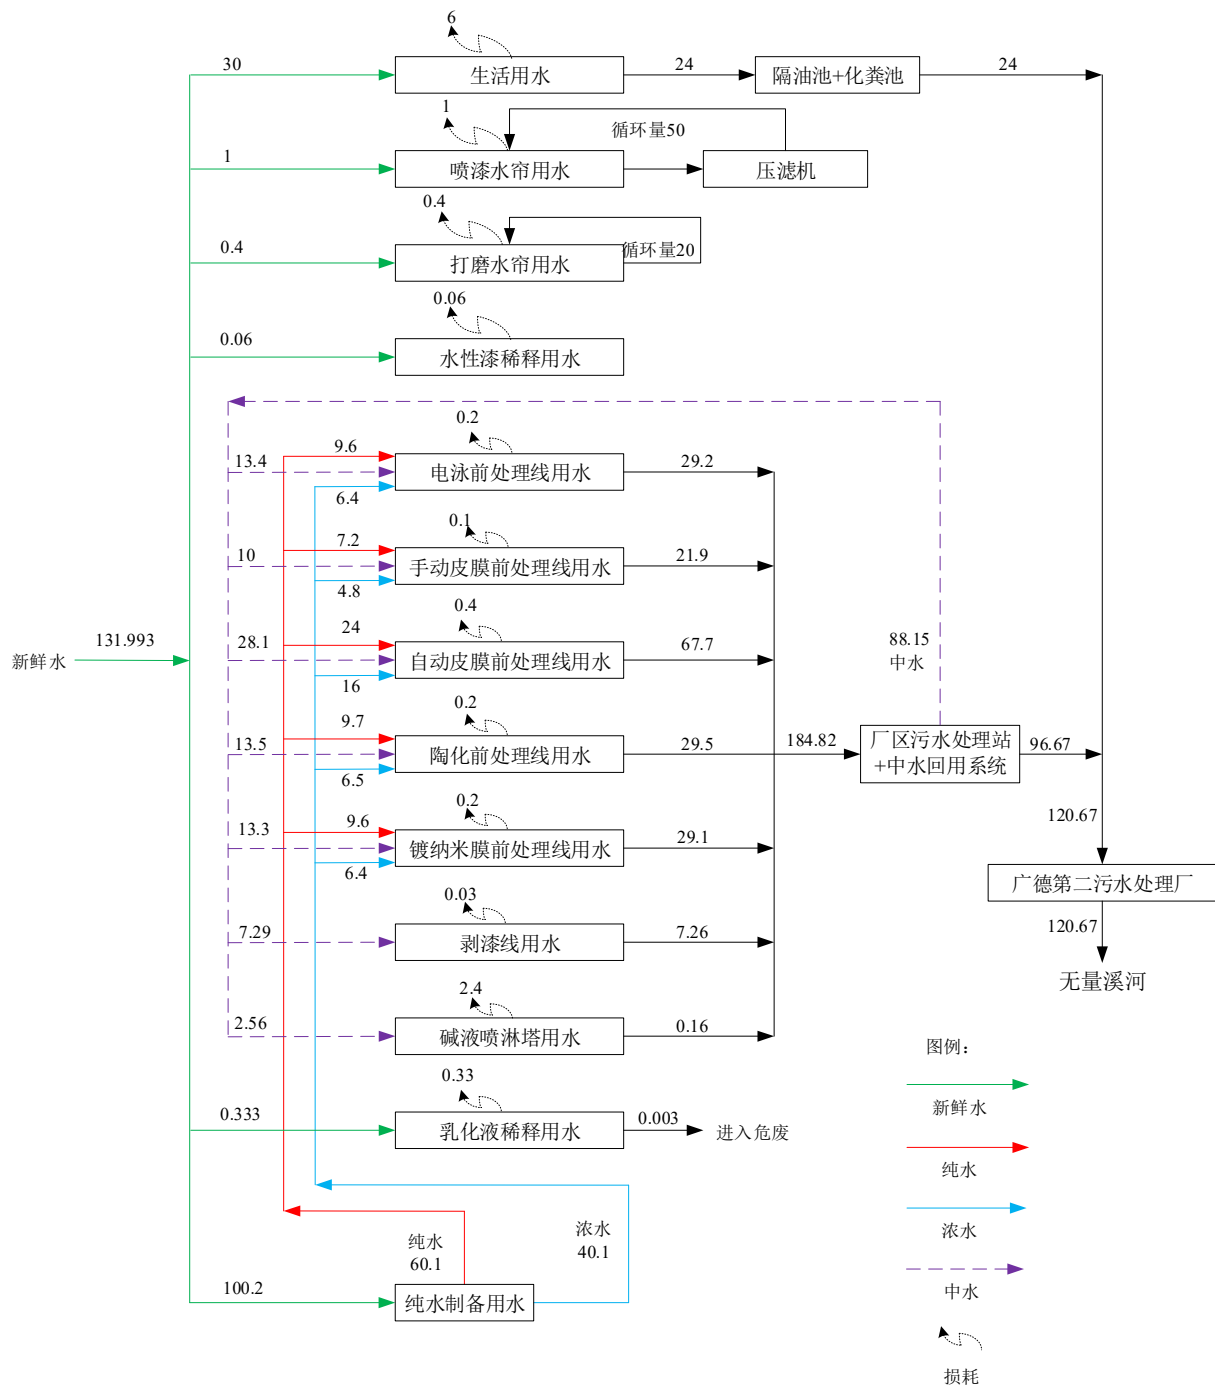 6
30
生活用水
24
隔油池+化粪池
24
1
循环量50
1
喷漆水帘用水
压滤机
0.4
0.4
循环量20
打磨水帘用水
0.06
0.06
水性漆稀释用水
0.2
9.6
13.4
电泳前处理线用水
29.2
6.4
0.1
7.2
10
手动皮膜前处理线用水
21.9
4.8
0.4
24
28.1
自动皮膜前处理线用水
67.7
16
新鲜水
131.993
88.15
中水
0.2
9.7
13.5
陶化前处理线用水
29.5
6.5
184.82
厂区污水处理站
+中水回用系统
96.67
0.2
9.6
13.3
镀纳米膜前处理线用水
29.1
6.4
120.67
广德第二污水处理厂
120.67
无量溪河
0.03
7.29
剥漆线用水
7.26
2.4
2.56
碱液喷淋塔用水
0.16
0.33
0.333
乳化液稀释用水
0.003
进入危废
纯水
60.1
浓水
40.1
100.2
纯水制备用水
图例：
新鲜水
纯水
浓水
中水
损耗